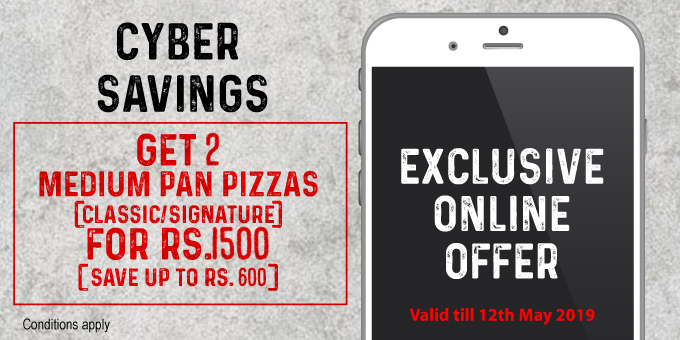 CYBER
SAVINGS
GET 2
MEDIUM PAN PIZZAS
[CLASSIC/SIGNATURE]
FOR RS.1500
[SAVE UP TO RS. 600]
Conditions apply
EXCLUSIVE
ONLINE
OFFER
Valid till 12th May 2019